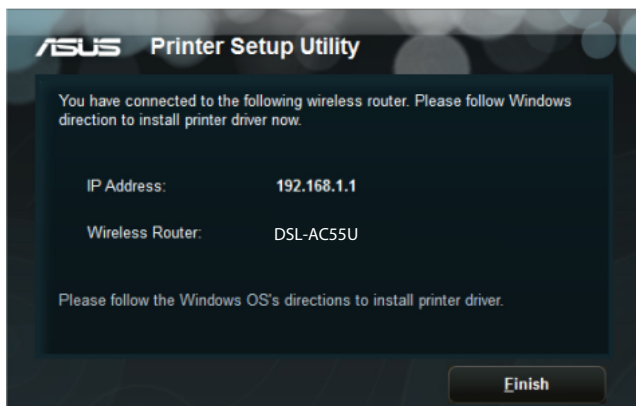 ASUS Printer Setup Utility
You have connected to the following wireless router. Please follow Windows
direction to install printer driver now.
IP Address: 192.168.1.1
Wireless Router: DSL-AC55U
Please follow the Windows OS's directions to install printer driver.
Finish